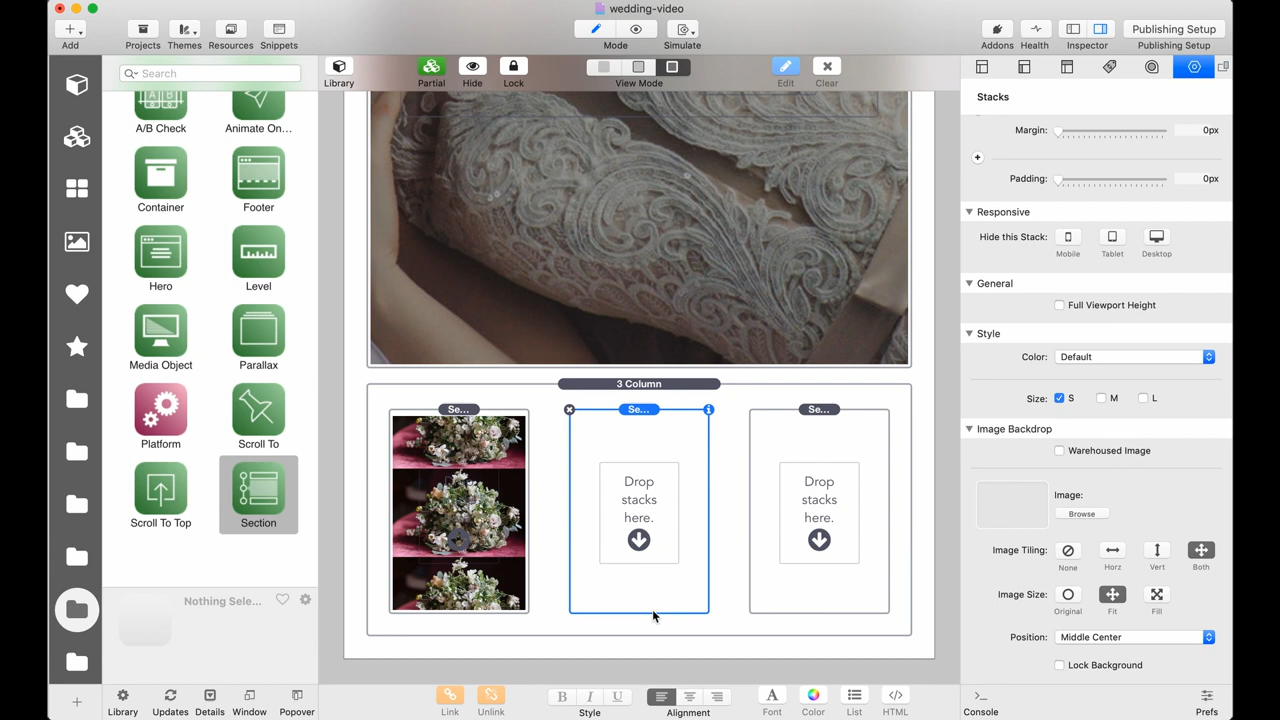 wedding-video
Add
Projects
Themes
Resources
Snippets
Mode
Simulate
Addons
Health
Inspector
Publishing Setup
Publishing Setup
Search
Library
Partial
Hide
Lock
View Mode
Edit
Clear
Stacks
A/B Check
Animate On...
Container
Footer
Hero
Level
Media Object
Parallax
Platform
Scroll To
Scroll To Top
Section
Nothing Sele...
3 Column
Se...
Se...
Se...
Drop
stacks
here.
Drop
stacks
here.
Margin:
0px
Padding:
0px
Responsive
Hide this Stack:
Mobile
Tablet
Desktop
General
Full Viewport Height
Style
Color:
Default
Size:
S
M
L
Image Backdrop
Warehoused Image
Image:
Browse
Image Tiling:
None
Horz
Vert
Both
Image Size:
Original
Fit
Fill
Position:
Middle Center
Lock Background
Library
Updates
Details
Window
Popover
Link
Unlink
B
I
U
Style
Alignment
A
Font
Color
List
HTML
Console
Prefs